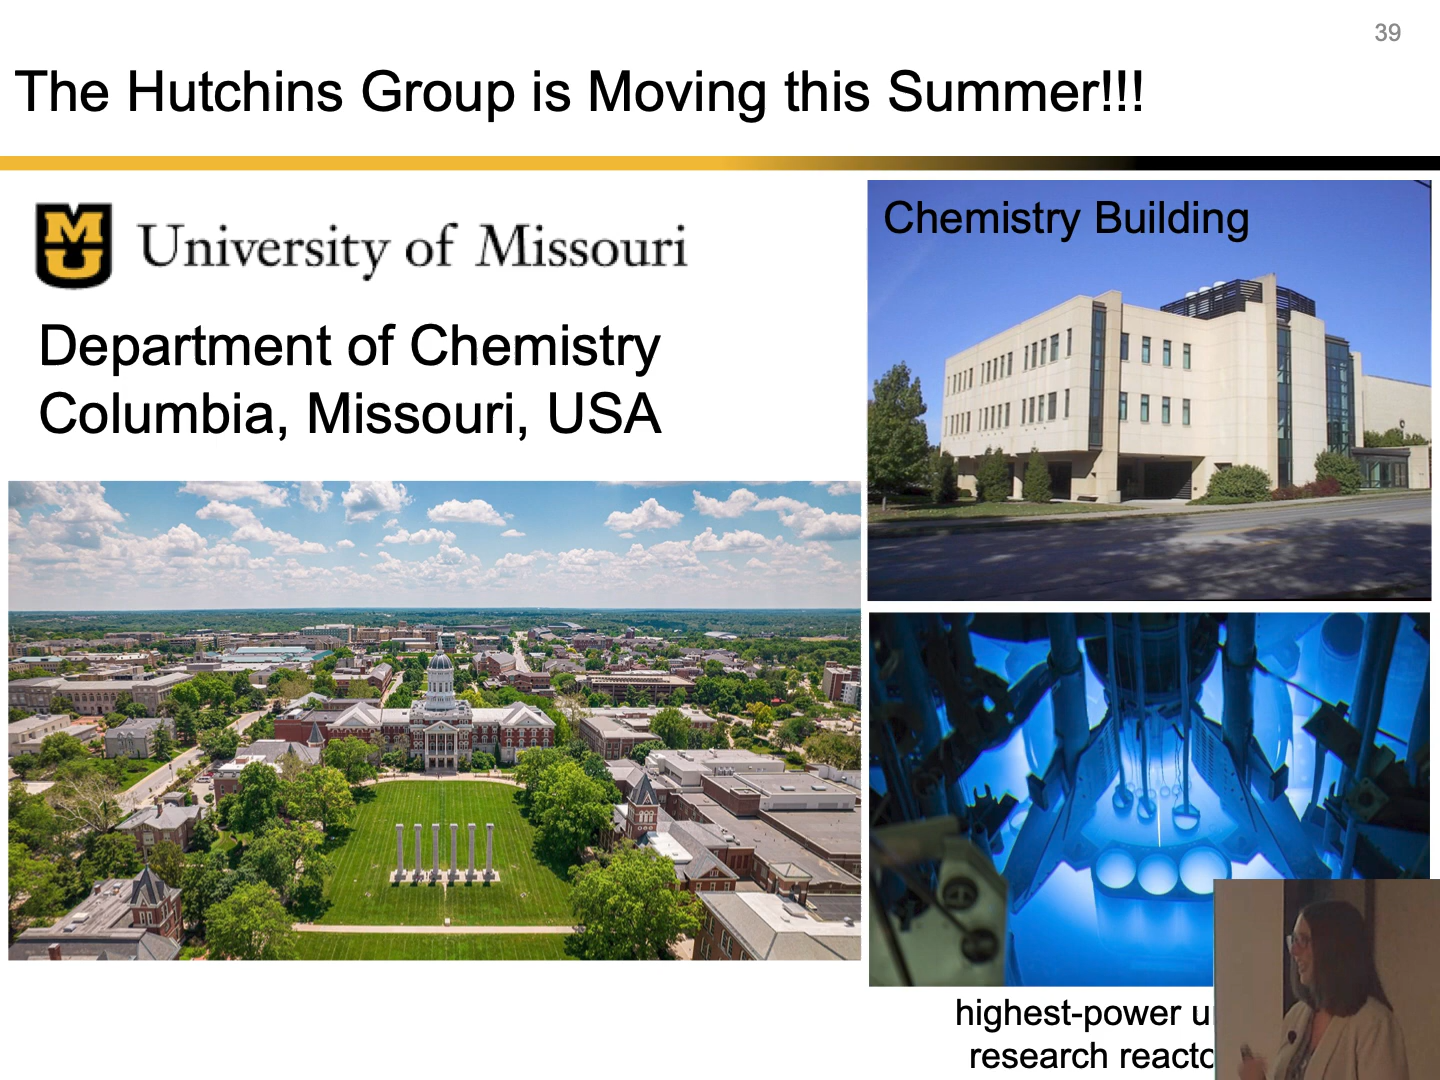 39
The Hutchins Group is Moving this Summer!!!
MU
University of Missouri
Department of Chemistry
Columbia, Missouri, USA
Chemistry Building
highest-power
research